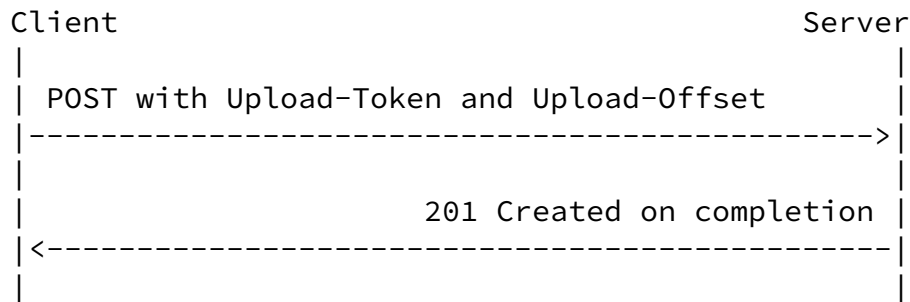 Client Server
POST with Upload-Token and Upload-Offset
201 Created on completion